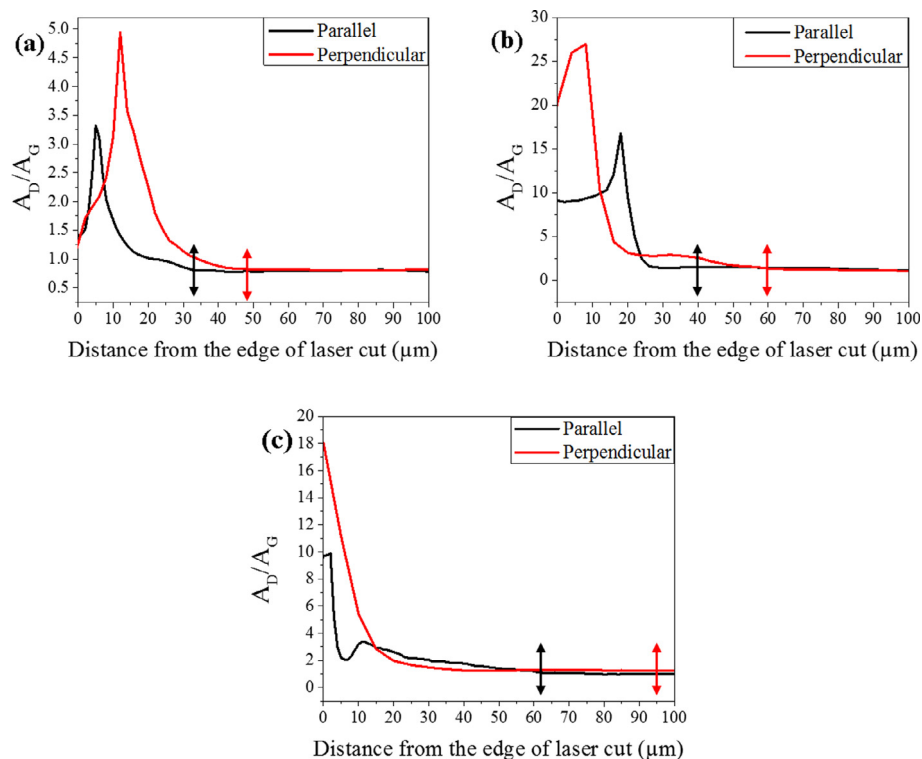 (a)
Parallel
Perpendicular
5.0
4.5
4.0
3.5
3.0
2.5
2.0
1.5
1.0
0.5
A_D/A_G
0 10 20 30 40 50 60 70 80 90 100
Distance from the edge of laser cut (µm)
(b)
Parallel
Perpendicular
30
25
20
15
10
5
0
A_D/A_G
0 10 20 30 40 50 60 70 80 90 100
Distance from the edge of laser cut (µm)
(c)
Parallel
Perpendicular
20
18
16
14
12
10
8
6
4
2
0
A_D/A_G
0 10 20 30 40 50 60 70 80 90 100
Distance from the edge of laser cut (µm)